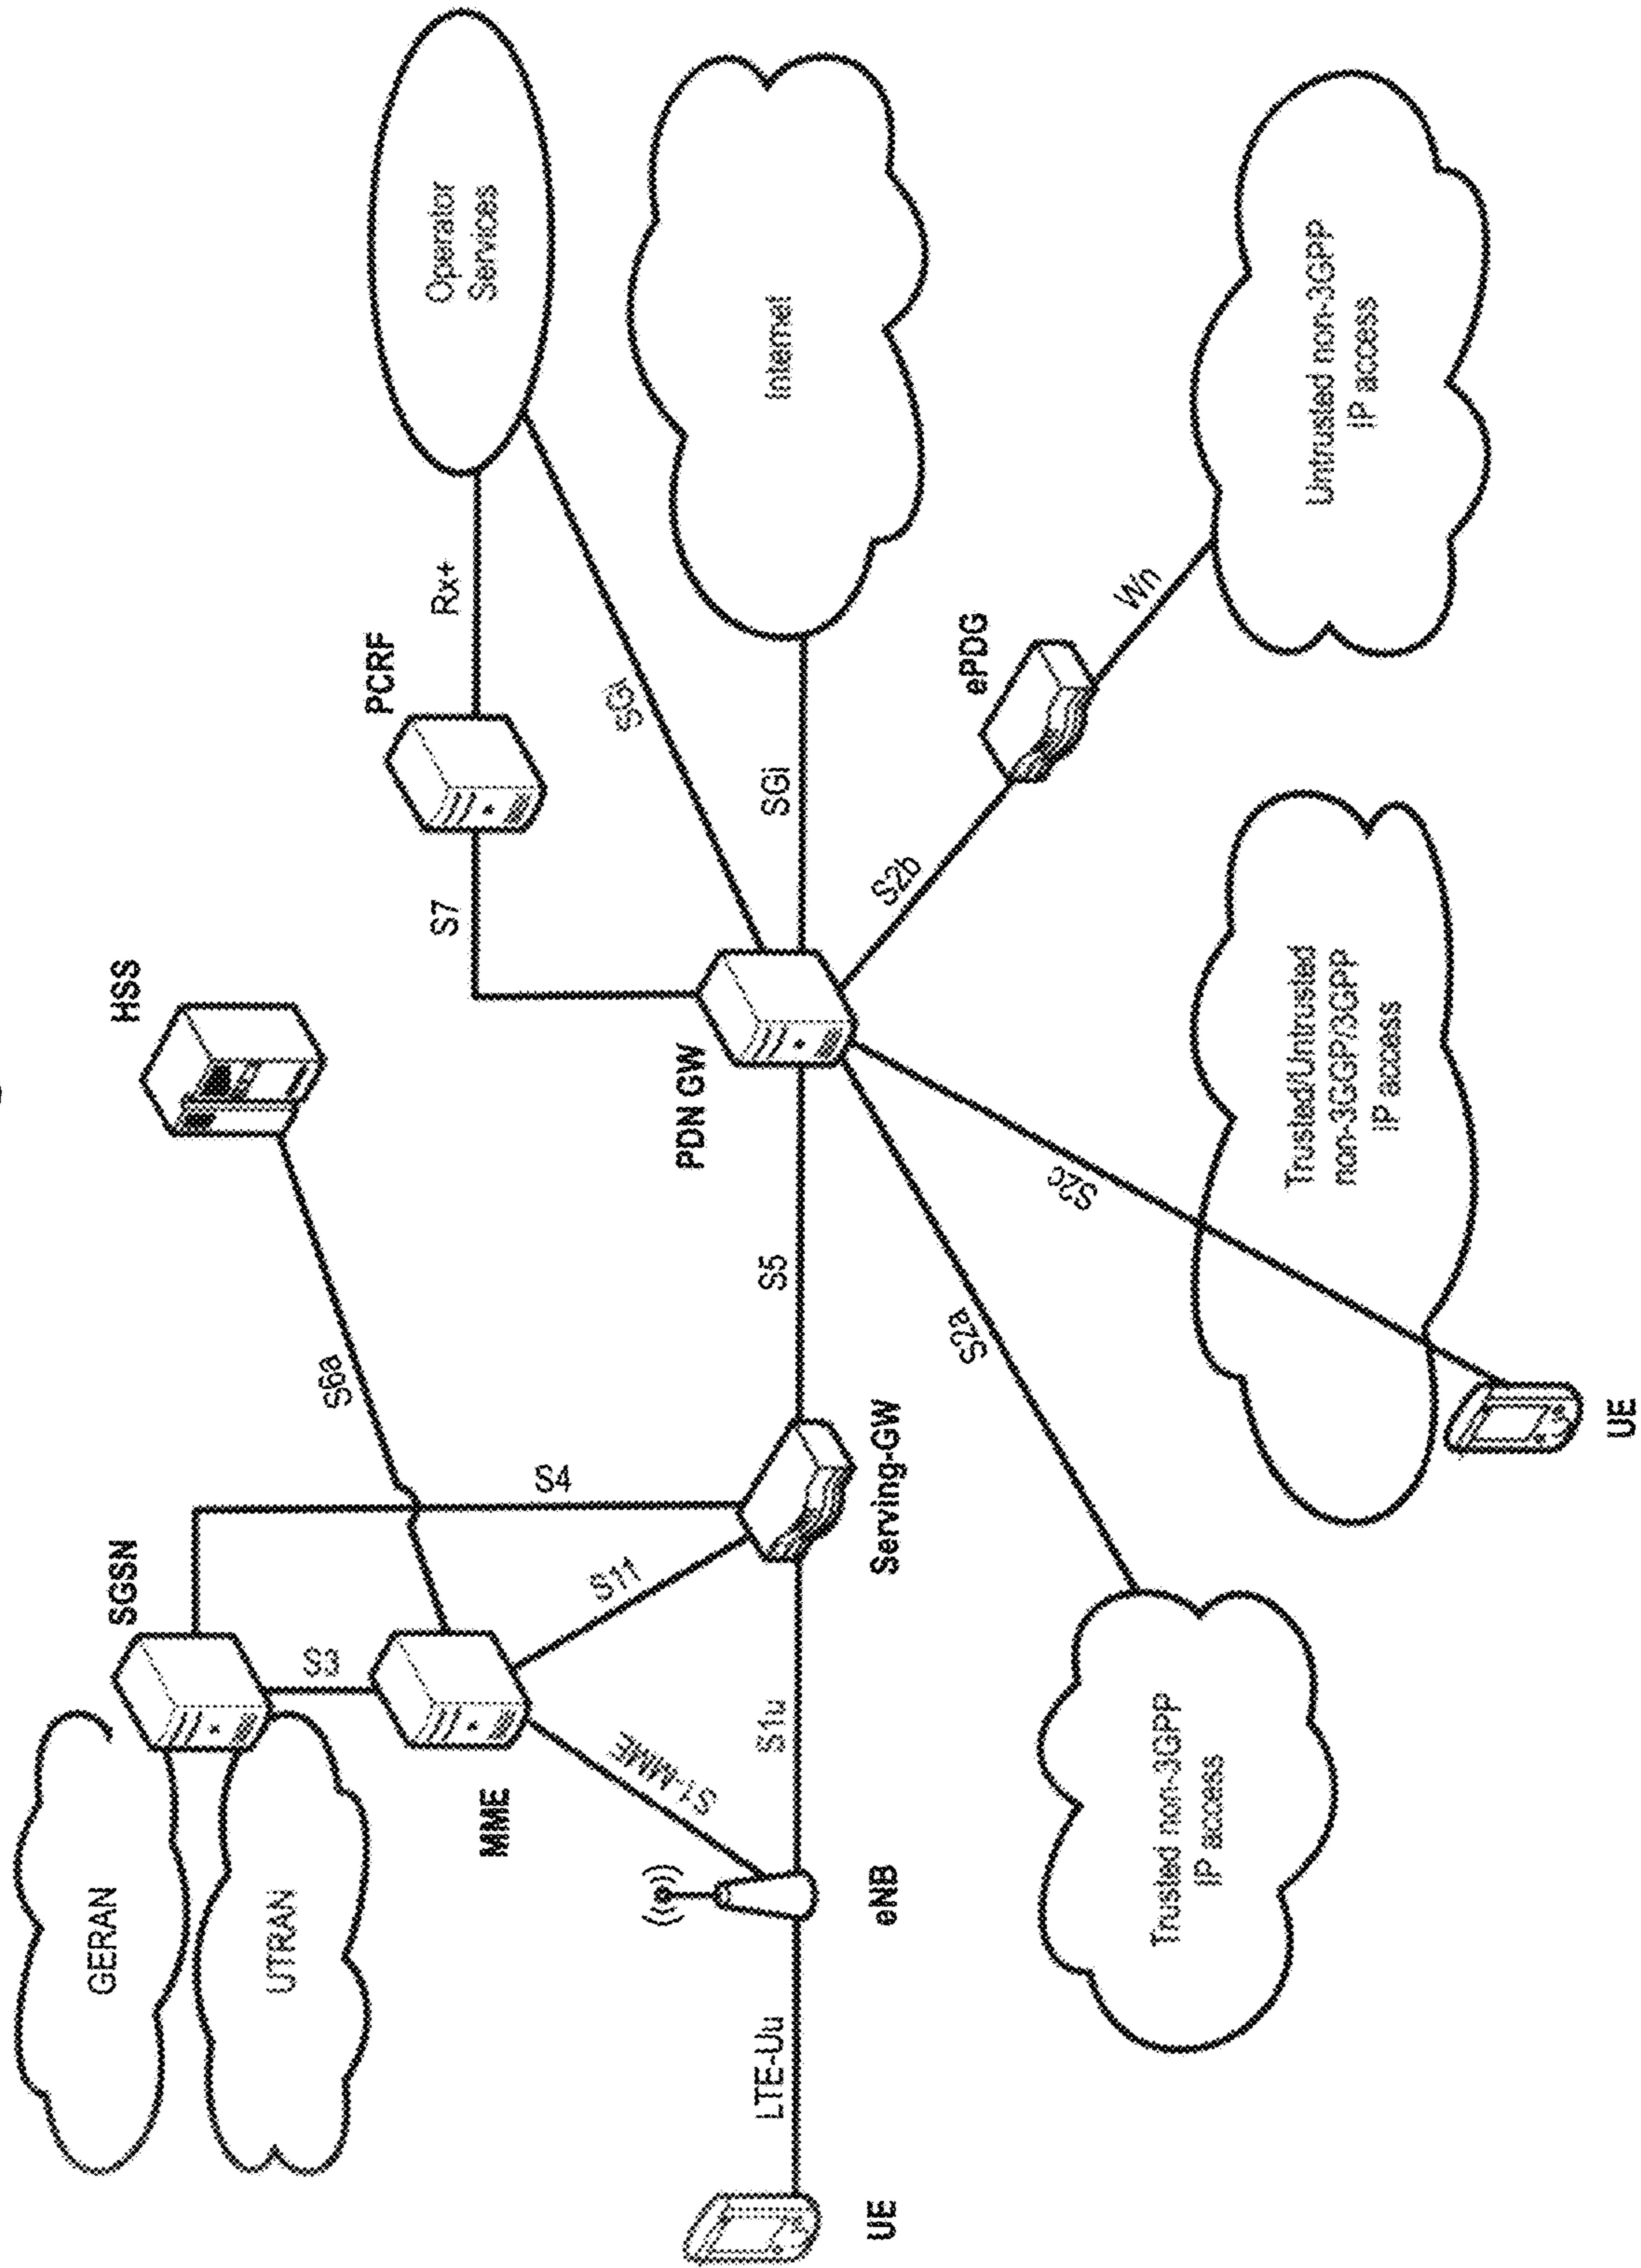 GERAN
UTRAN
SGSN
S3
MME
S4
S6a
HSS
S11
S1-MME
LTE-Uu
UE
eNB
S1u
Serving-GW
S5
PDN GW
S7
PCRF
Rx+
Operator
Services
SGi
SGi
Internet
S2a
S2c
S2b
ePDG
Wn
Trusted non-3GPP
IP access
Trusted/Untrusted
non-3GGP/3GPP
IP access
Untrusted non-3GPP
IP access
UE